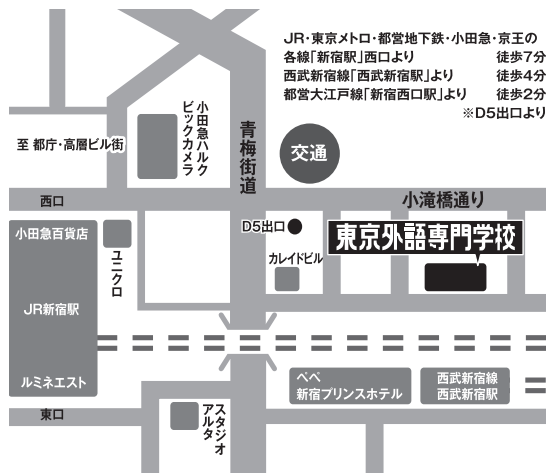 JR・東京メトロ・都営地下鉄・小田急・京王の
各線「新宿駅」西口より 徒歩7分
西武新宿線「西武新宿駅」より 徒歩4分
都営大江戸線「新宿西口駅」より 徒歩2分
※D5出口より
小田急ハルク
ビックカメラ
青梅街道
交通
至 都庁・高層ビル街
西口
小滝橋通り
小田急百貨店
ユニクロ
D5出口
東京外語専門学校
カレイドビル
JR新宿駅
ルミネエスト
ペペ
新宿プリンスホテル
西武新宿線
西武新宿駅
東口
スタジオ
アルタ